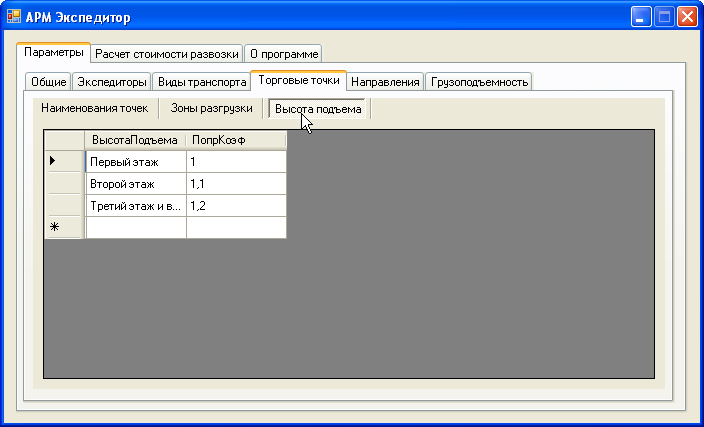 АРМ Экспедитор
Параметры Расчет стоимости развозки О программе
Общие Экспедиторы Виды транспорта Торговые точки Направления Грузоподъемность
Наименования точек Зоны разгрузки Высота подъема
ВысотаПодъема ПопрКоэф
Первый этаж 1
Второй этаж 1,1
Третий этаж и в... 1,2